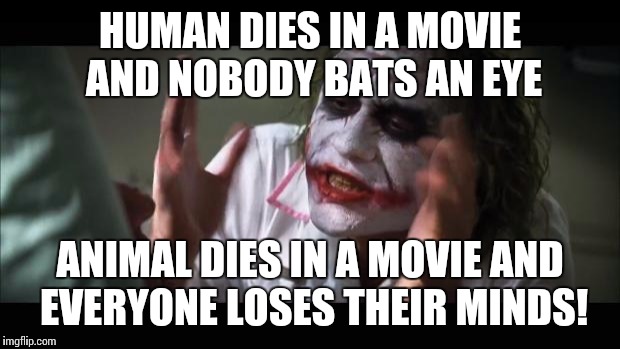 HUMAN DIES IN A MOVIE
AND NOBODY BATS AN EYE
ANIMAL DIES IN A MOVIE AND
EVERYONE LOSES THEIR MINDS!
imgflip.com